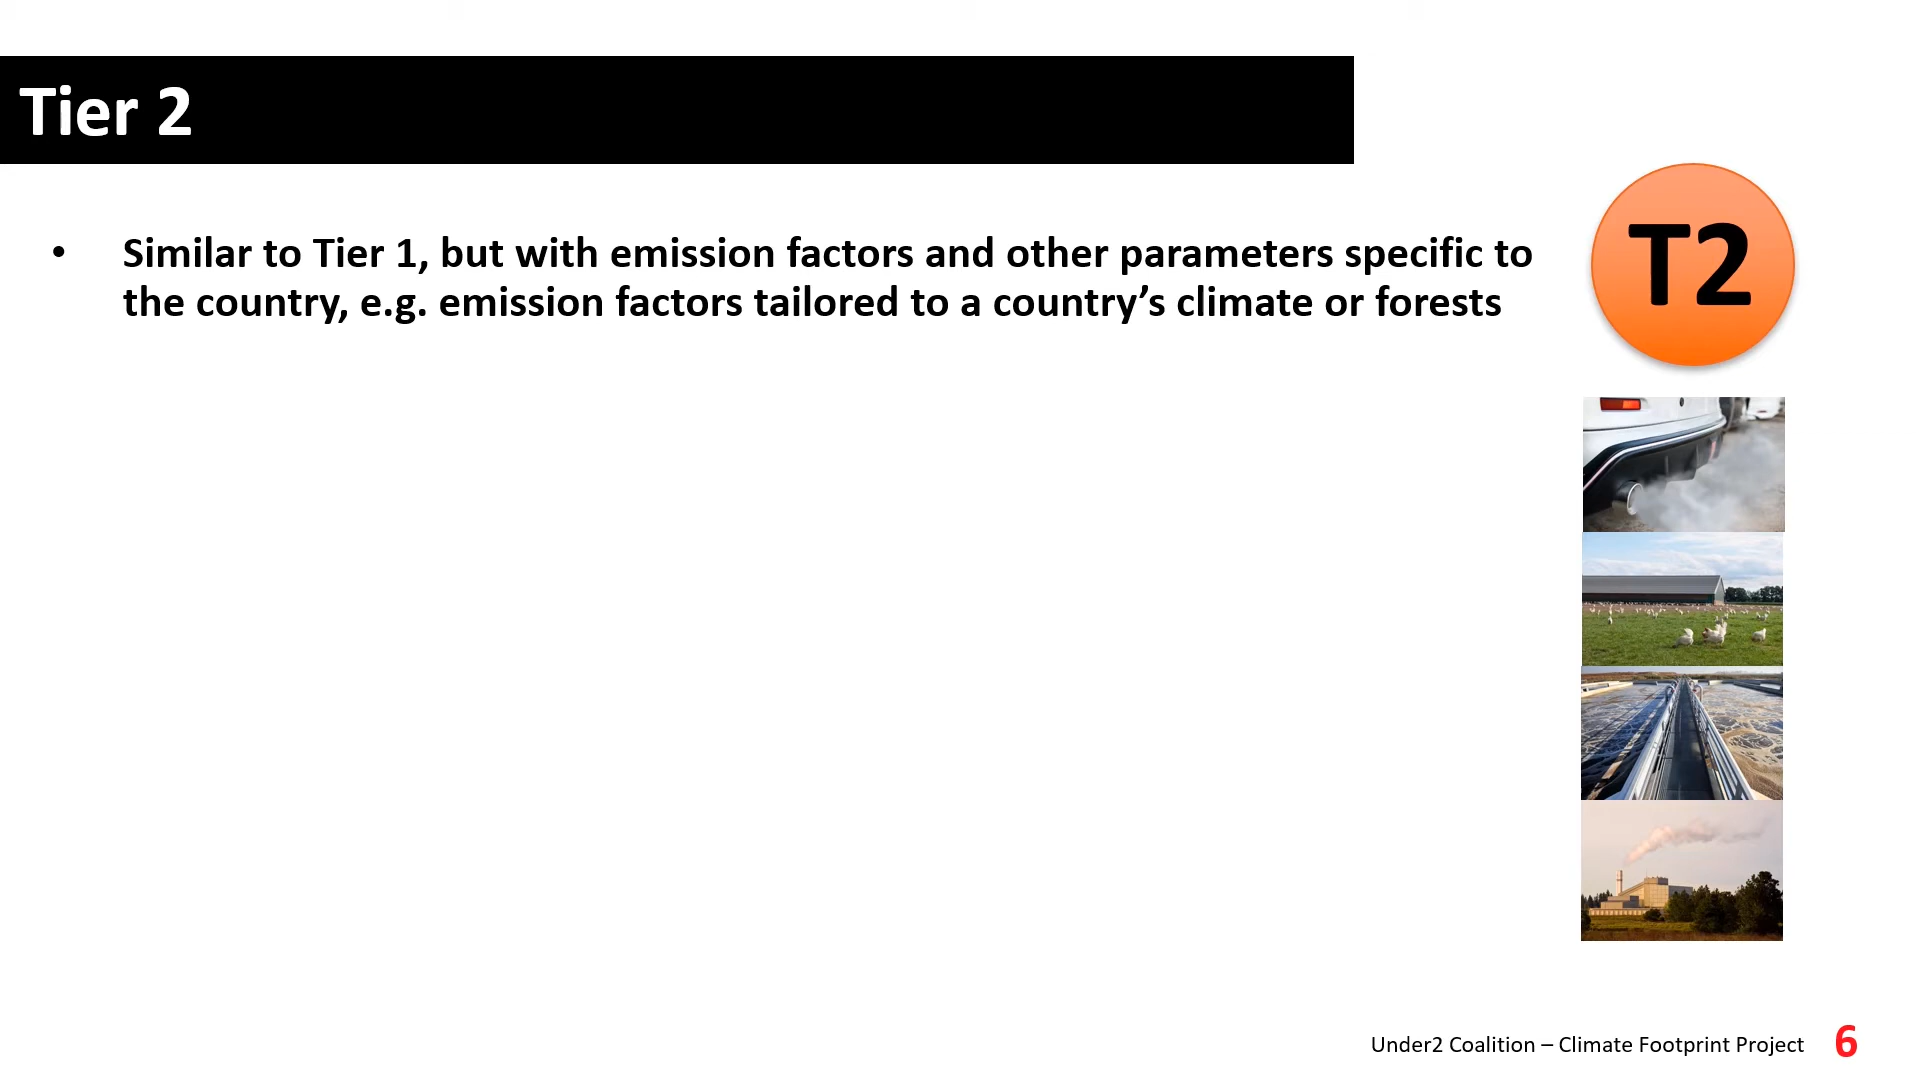 Tier 2
• Similar to Tier 1, but with emission factors and other parameters specific to
the country, e.g. emission factors tailored to a country’s climate or forests
T2
Under2 Coalition – Climate Footprint Project 6